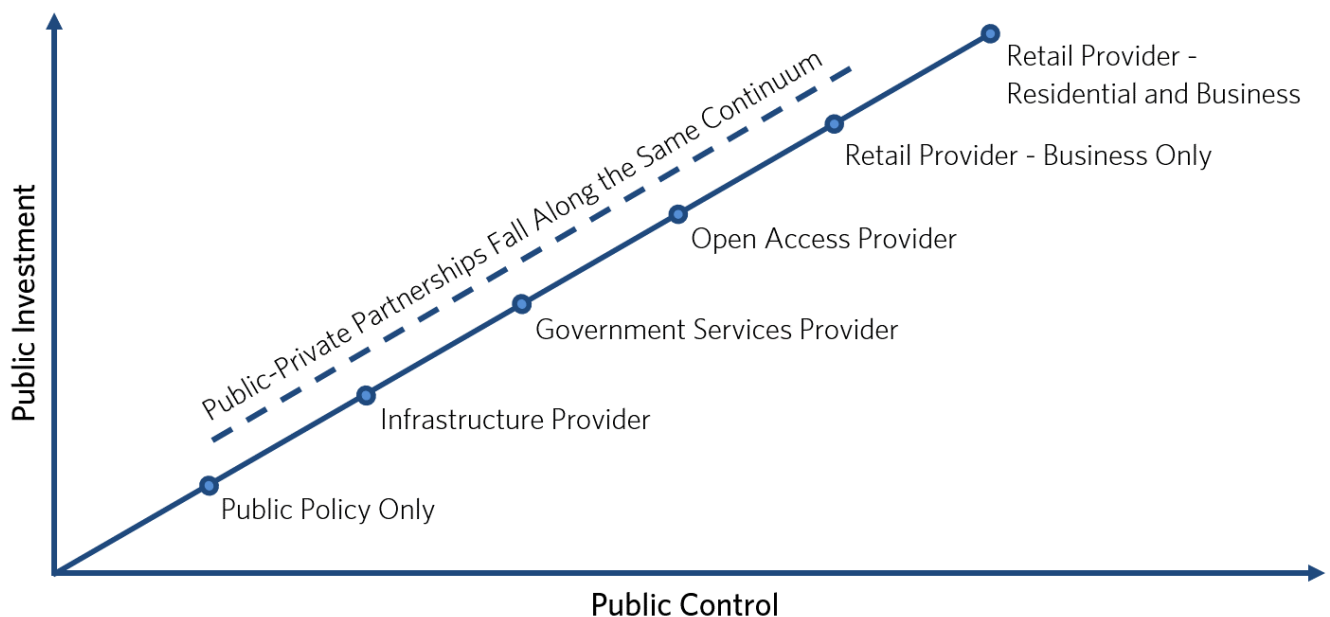 Public Investment
Public-Private Partnerships Fall Along the Same Continuum
Retail Provider -
Residential and Business
Retail Provider - Business Only
Open Access Provider
Government Services Provider
Infrastructure Provider
Public Policy Only
Public Control